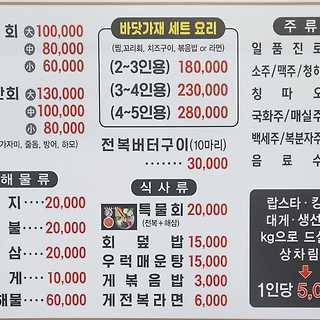 회 大 100,000
中 80,000
小 60,000
한회 大 130,000
中 100,000
小 80,000
가자미, 줄돔, 방어, 하모)
해물류
지 20,000
불 20,000
삼 20,000
게 10,000
해물 60,000
바닷가재 세트 요리
(찜,꼬리회, 치즈구이, 볶음밥 or 라면)
(2~3인용) 180,000
(3~4인용) 230,000
(4~5인용) 280,000
전복버터구이(10마리)
30,000
식사류
특물회 20,000
(전복+해삼)
회덮밥 15,000
우럭매운탕 15,000
게볶음밥 3,000
게전복라면 6,000
주류
일품진로
소주/맥주/청하
칭따오
국화주/매실주
백세주/복분자주
음료수
랍스타·킹
대게·생선
kg으로 드실
상차림
1인당 5,0